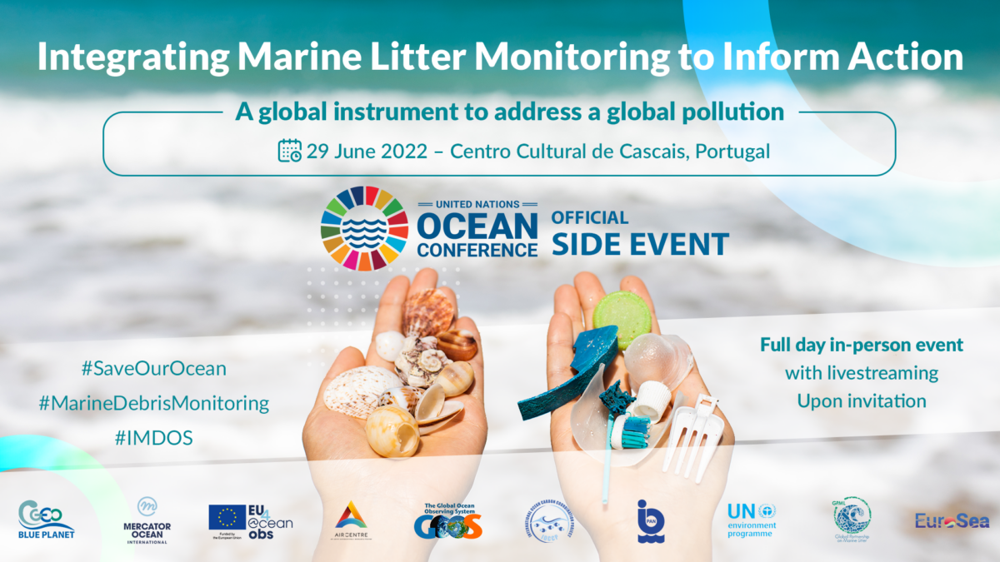 Integrating Marine Litter Monitoring to Inform Action
A global instrument to address a global pollution
29 June 2022 – Centro Cultural de Cascais, Portugal
UNITED NATIONS
OCEAN
CONFERENCE
OFFICIAL
SIDE EVENT
#SaveOurOcean
#MarineDebrisMonitoring
#IMDOS
Full day in-person event
with livestreaming
Upon invitation
GEO
BLUE PLANET
MERCATOR
OCEAN
INTERNATIONAL
Funded by
the European Union
EU
4
@cean
obs
AIR CENTRE
The Global Ocean
Observing System
GOOS
INTERNATIONAL OCEAN CARBON COORDINATION PROJECT
IOCCP
PAN
UN
environment
programme
GPML
Global Partnership
on Marine Litter
EuroSea